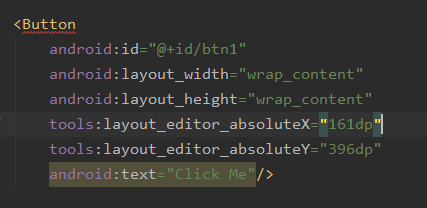 <Button
android:id="@+id/btn1"
android:layout_width="wrap_content"
android:layout_height="wrap_content"
tools:layout_editor_absoluteX="161dp"
tools:layout_editor_absoluteY="396dp"
android:text="Click Me"/>